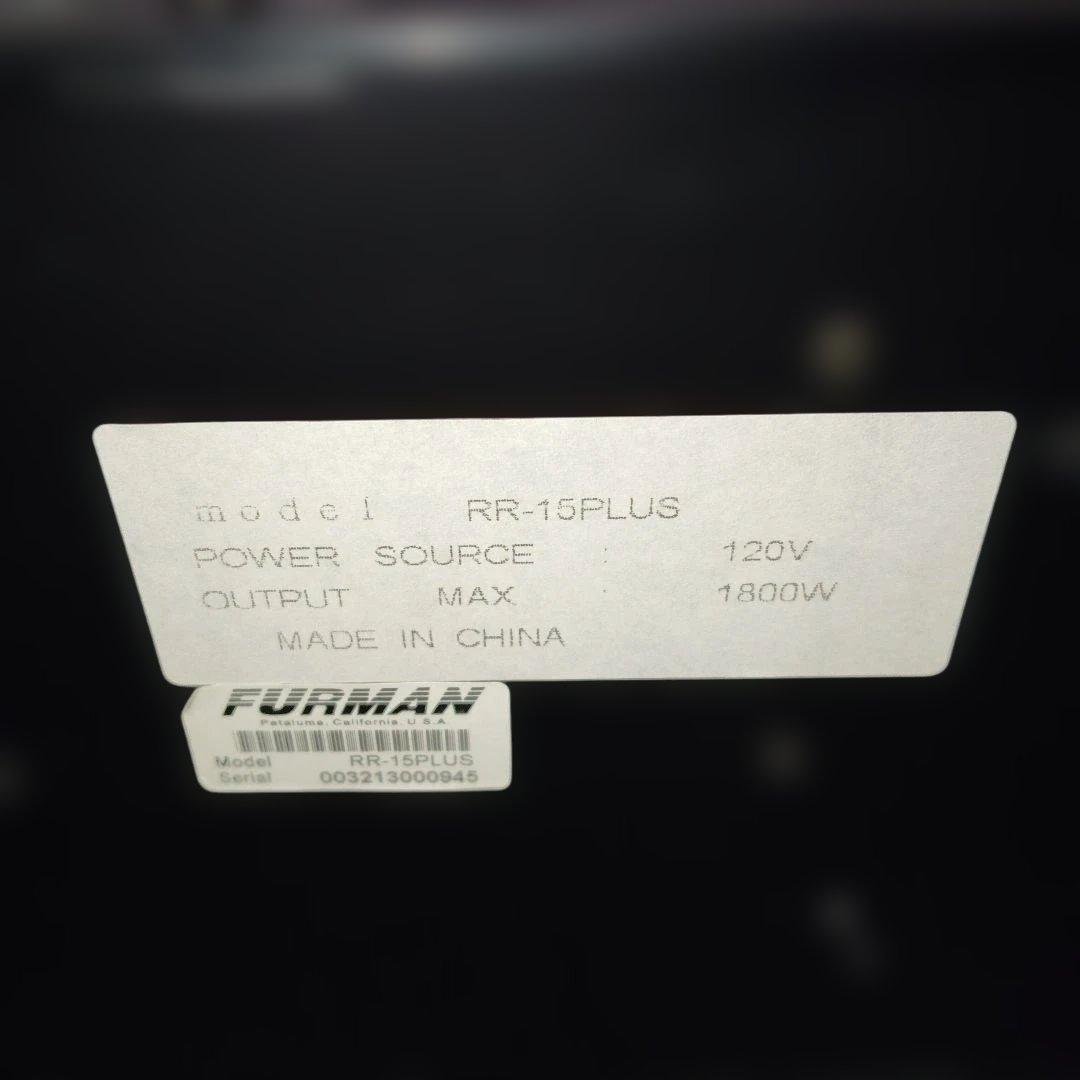 model RR-15PLUS
POWER SOURCE : 120V
OUTPUT MAX : 1800W
MADE IN CHINA
FURMAN
Petaluma, California, U.S.A.
Model RR-15PLUS
Serial 003213000945